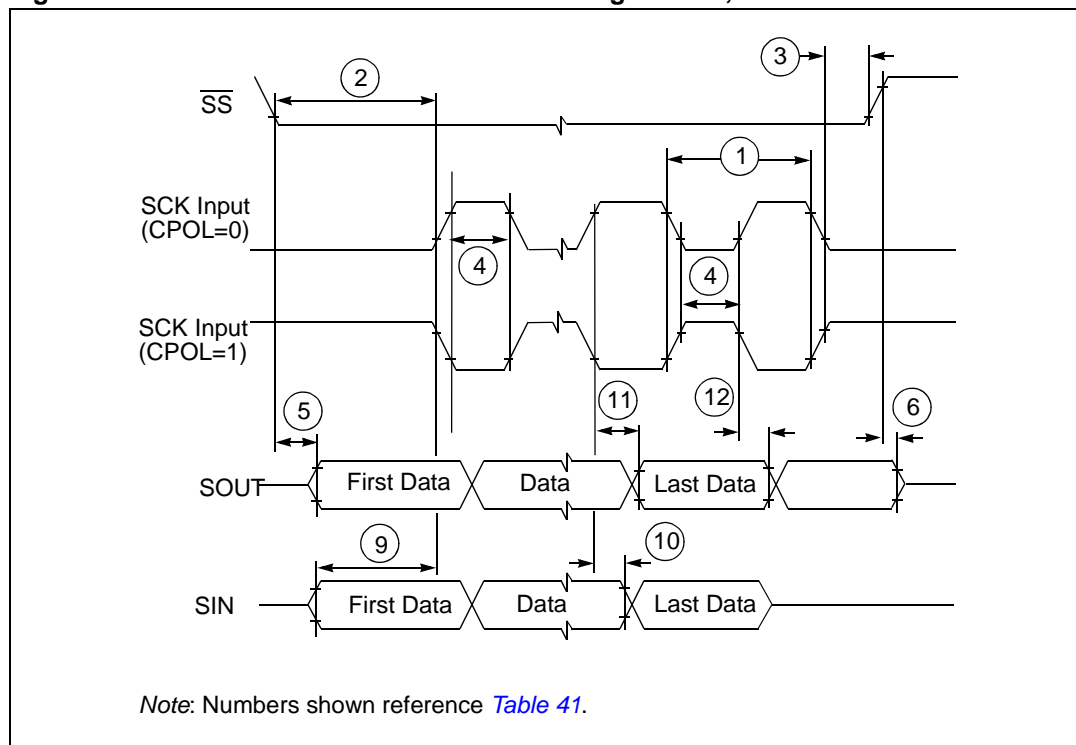 3
2
SS
1
SCK Input
(CPOL=0)
4
4
SCK Input
(CPOL=1)
5
11
12
6
SOUT
First Data
Data
Last Data
9
10
SIN
First Data
Data
Last Data
Note: Numbers shown reference Table 41.